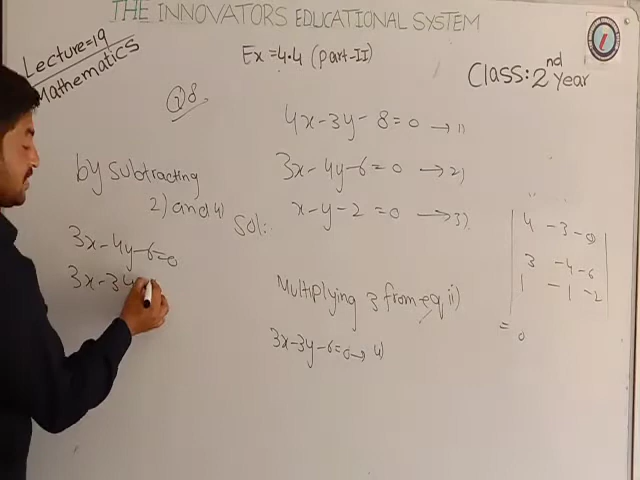 THE INNOVATORS EDUCATIONAL SYSTEM
Lecture=19
Mathematics
Ex=4.4 (Part-II)
Class: 2nd Year
Q8
4x-3y-8=0 → 1)
3x-4y-6=0 → 2)
x-y-2=0 → 3)
by subtracting
2) and 4)
Sol:
3x-4y-6=0
3x-3y
Multiplying 3 from eq ii)
3x-3y-6=0 → 4)
4 -3 -8
3 -4 -6
1 -1 -2
= 0